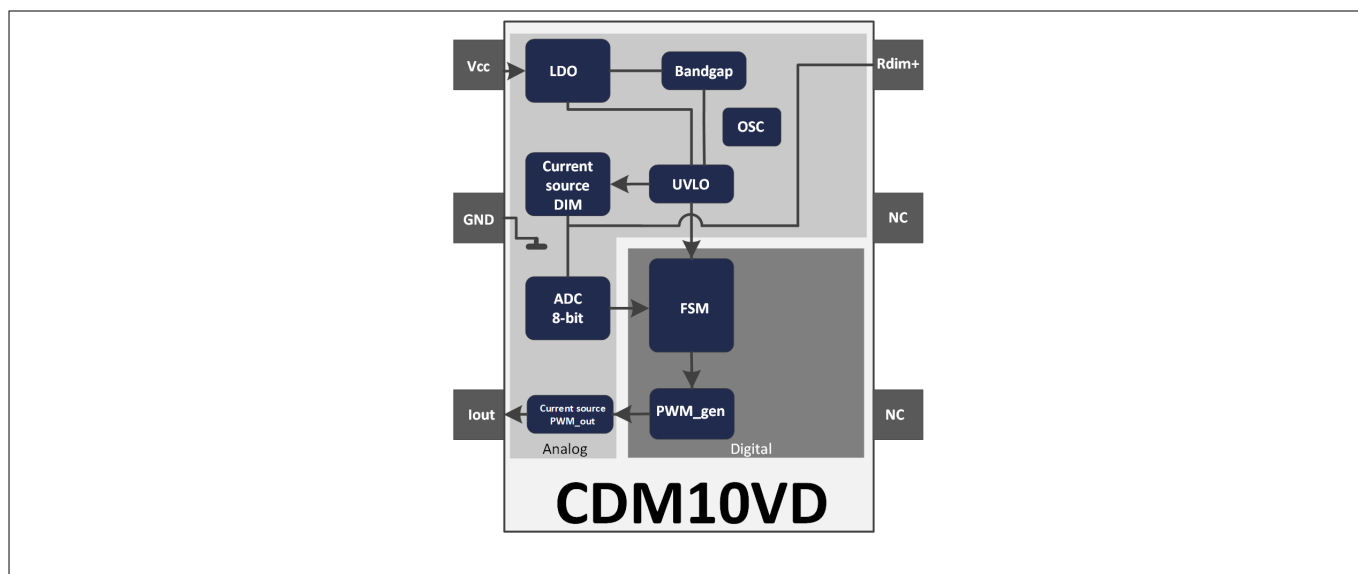 Vcc
LDO
Bandgap
Rdim+
OSC
Current
source
DIM
UVLO
GND
NC
ADC
8-bit
FSM
Iout
Current source
PWM_out
PWM_gen
NC
Analog
Digital
CDM10VD